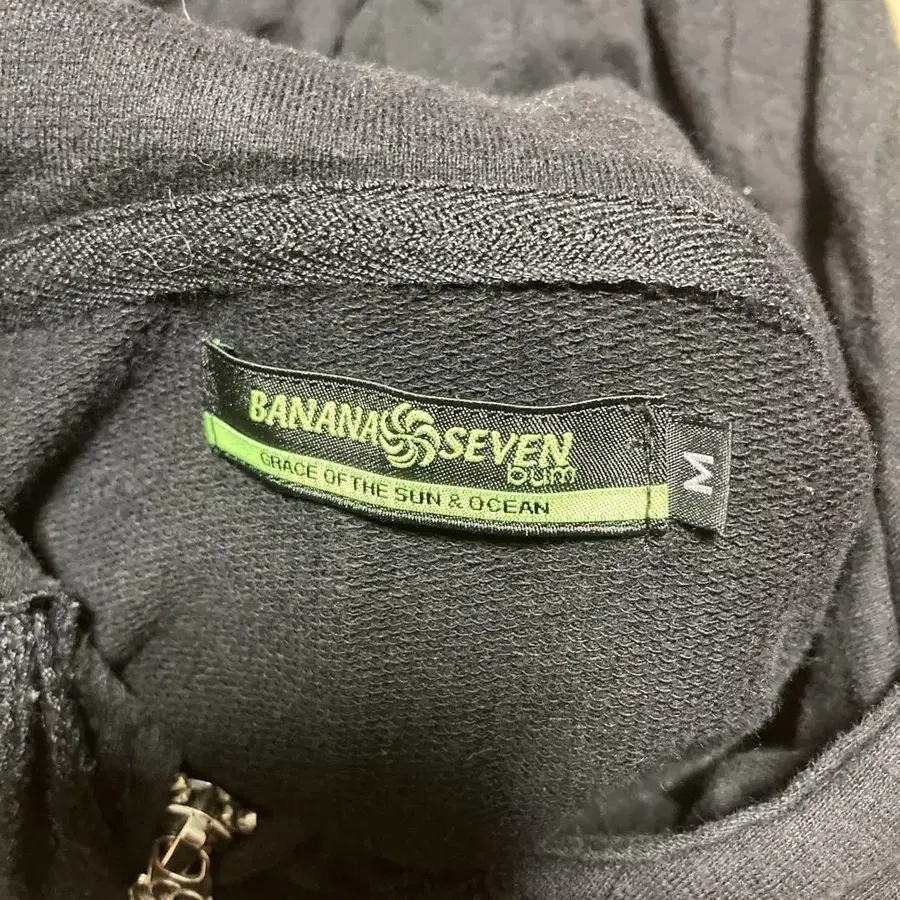 BANANA SEVEN
bum
GRACE OF THE SUN & OCEAN
M